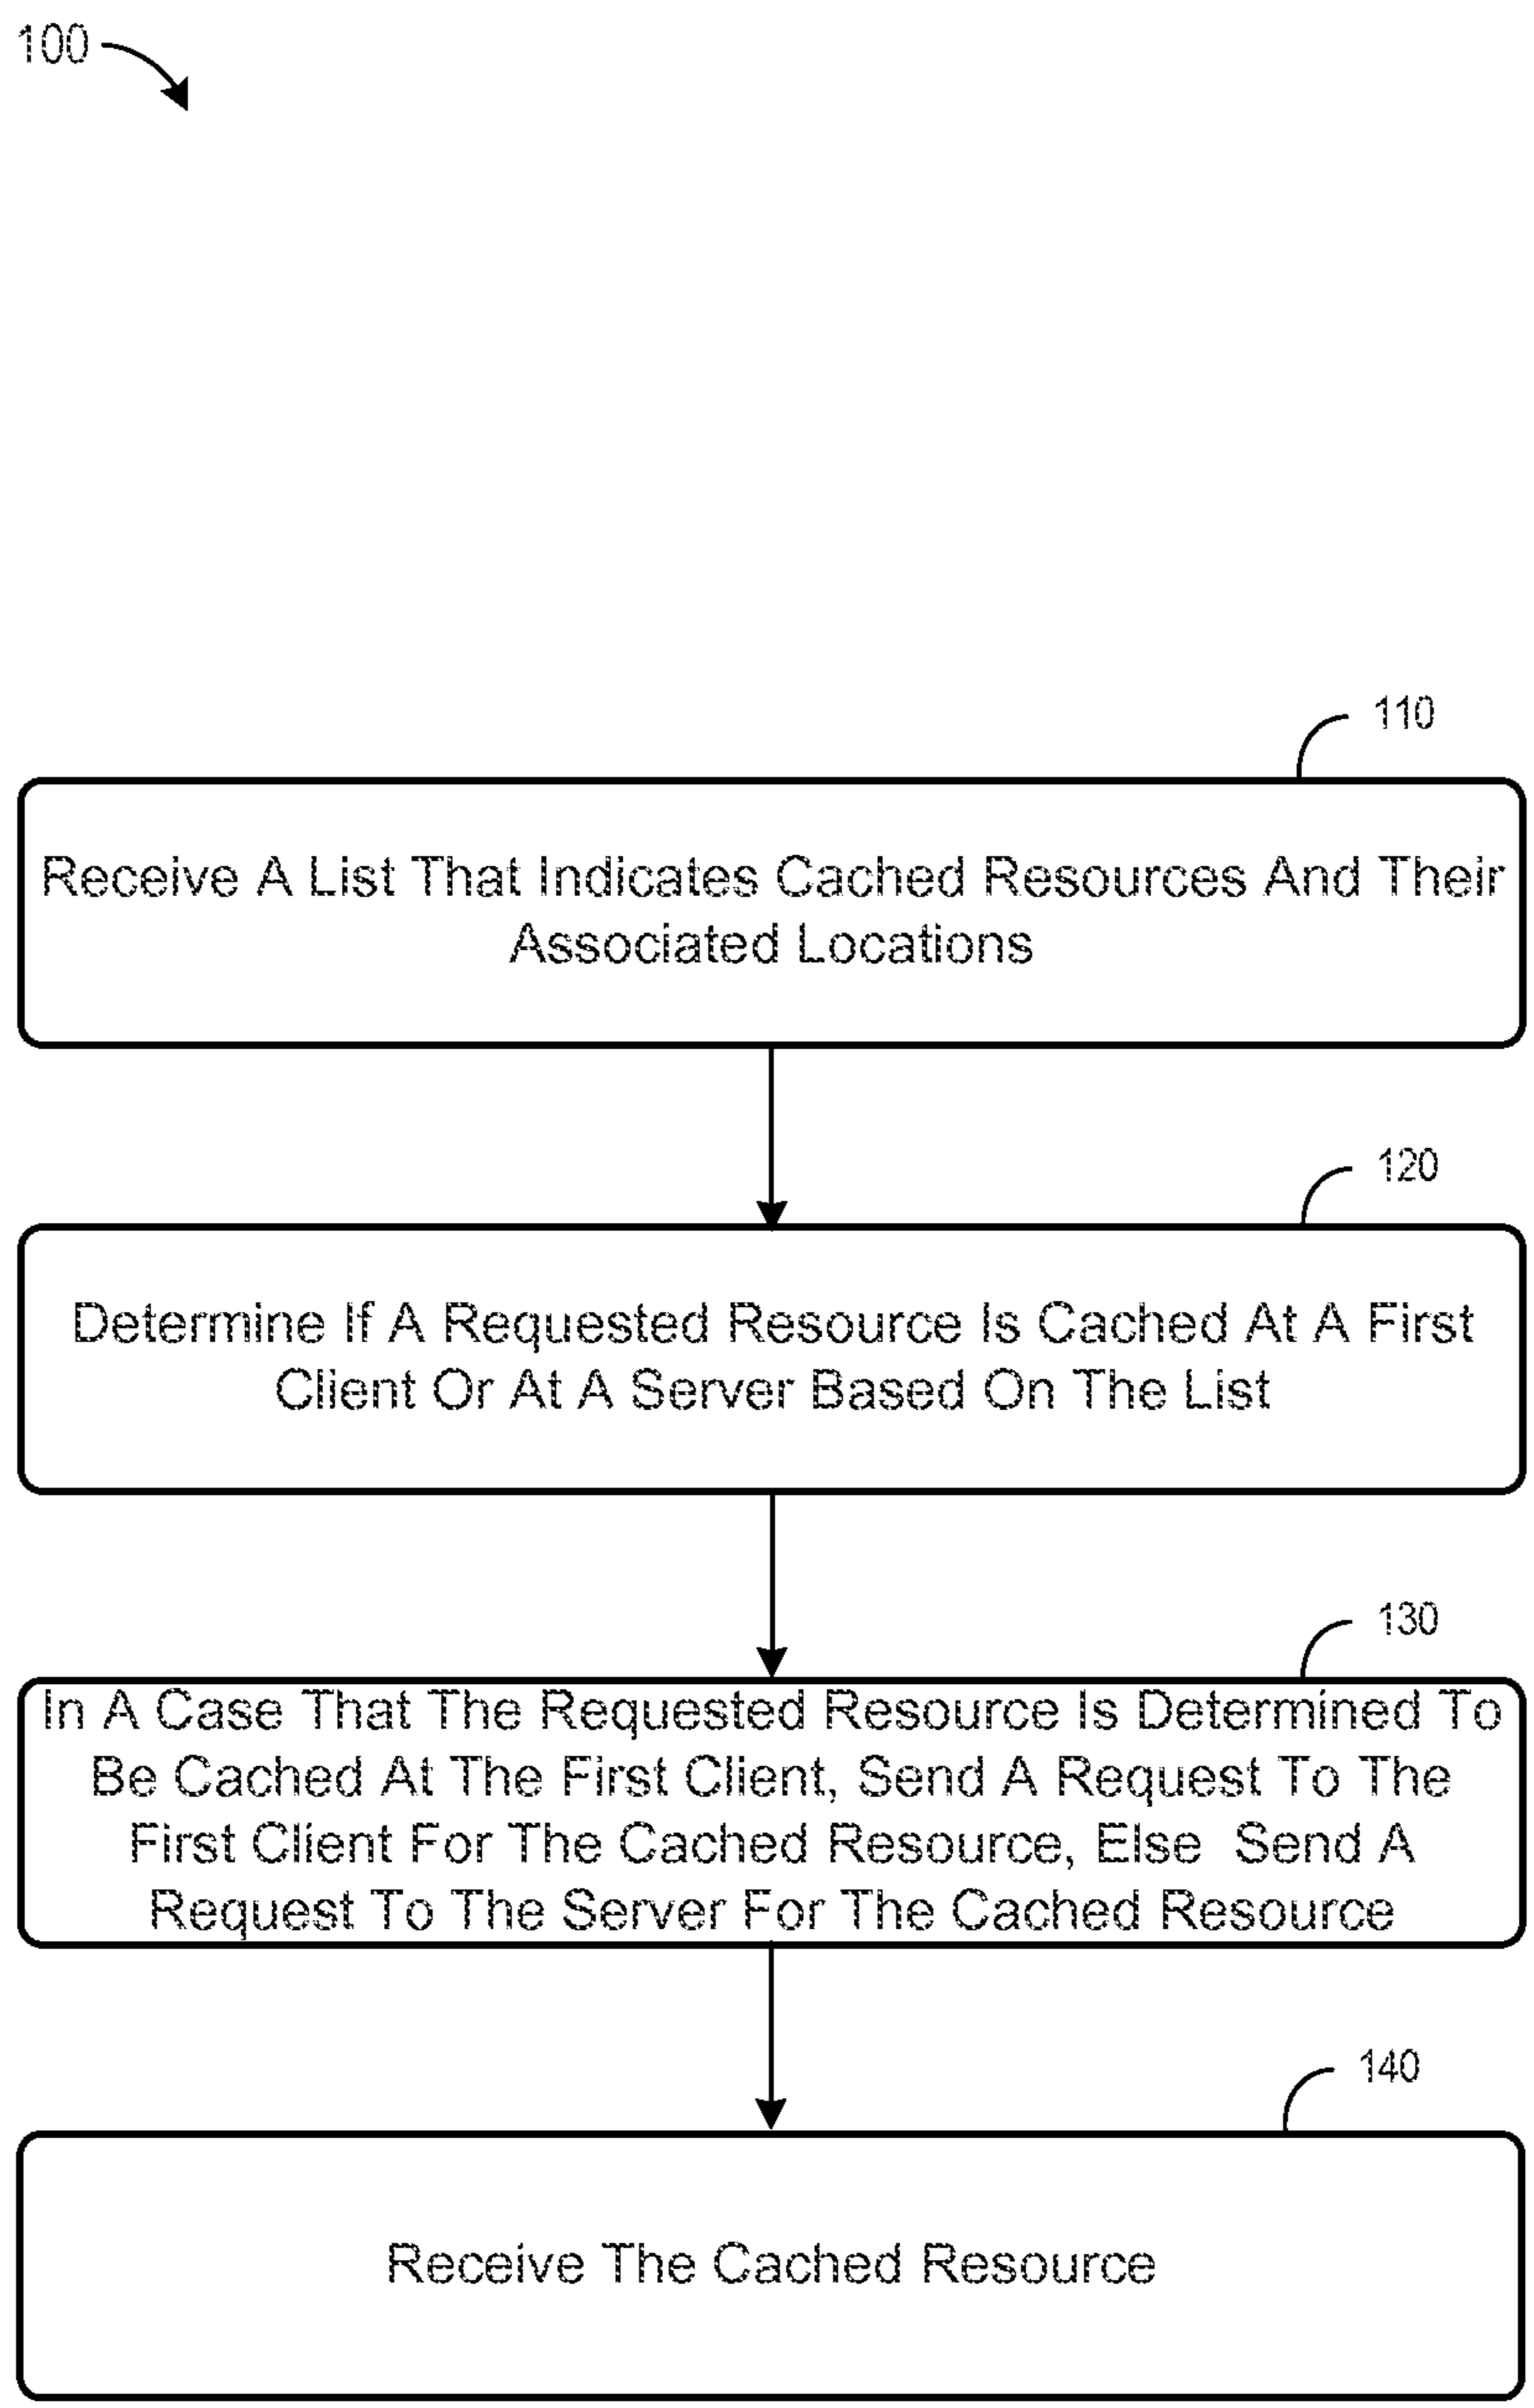 100
110
Receive A List That Indicates Cached Resources And Their
Associated Locations
120
Determine If A Requested Resource Is Cached At A First
Client Or At A Server Based On The List
130
In A Case That The Requested Resource Is Determined To
Be Cached At The First Client, Send A Request To The
First Client For The Cached Resource, Else Send A
Request To The Server For The Cached Resource
140
Receive The Cached Resource